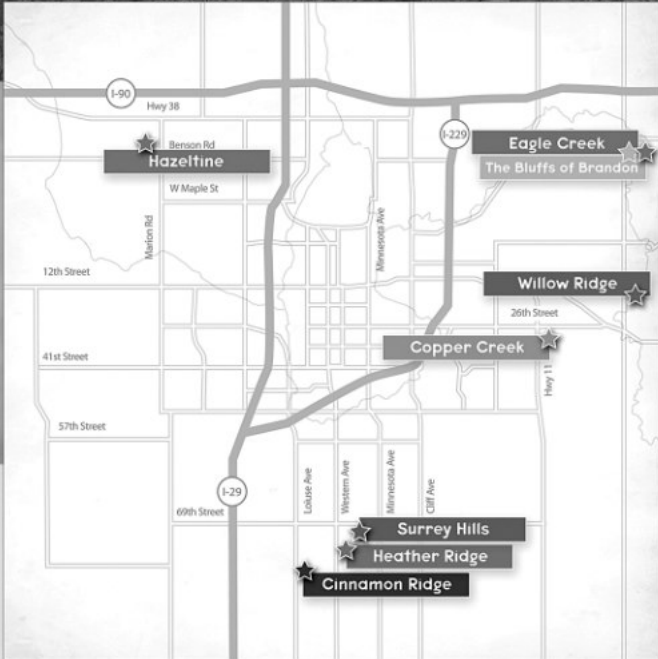 I-90
Hwy 38
I-229
Eagle Creek
Benson Rd
Hazeltine
The Bluffs of Brandon
W Maple St
Marion Rd
Minnesota Ave
12th Street
Willow Ridge
26th Street
Copper Creek
41st Street
Hwy 11
57th Street
I-29
Loiuse Ave
Western Ave
Minnesota Ave
Cliff Ave
69th Street
Surrey Hills
Heather Ridge
Cinnamon Ridge